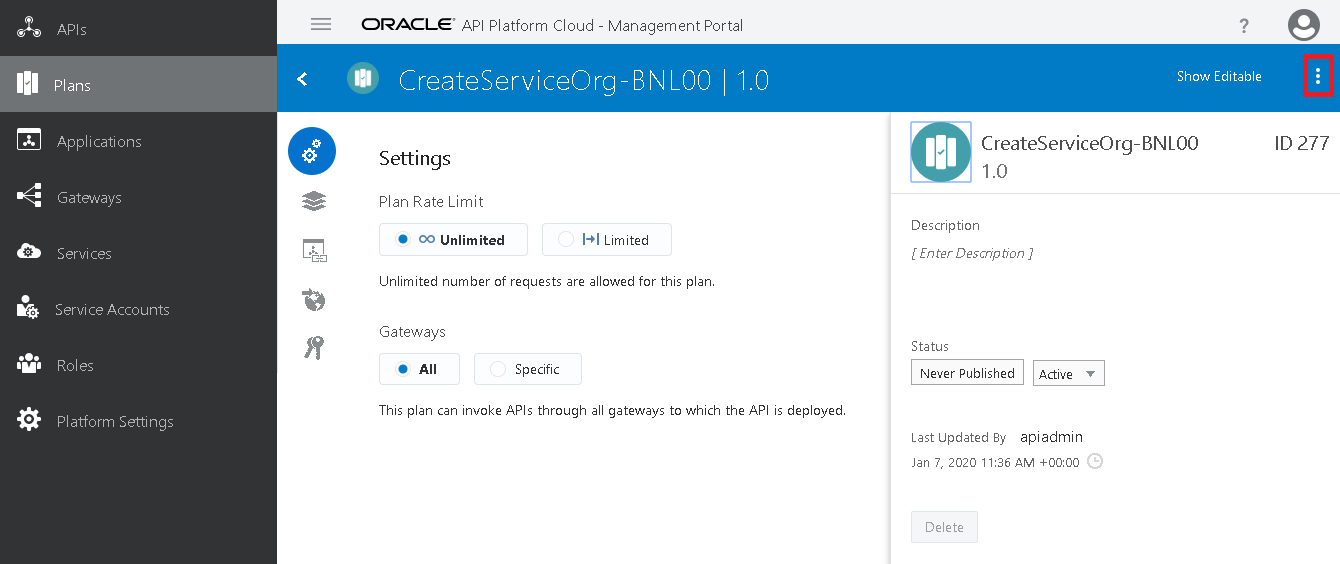 APIs
Plans
Applications
Gateways
Services
Service Accounts
Roles
Platform Settings
ORACLE® API Platform Cloud - Management Portal
?
CreateServiceOrg-BNL00 | 1.0
Show Editable
Settings
Plan Rate Limit
Unlimited
Limited
Unlimited number of requests are allowed for this plan.
Gateways
All
Specific
This plan can invoke APIs through all gateways to which the API is deployed.
CreateServiceOrg-BNL00 ID 277
1.0
Description
[ Enter Description ]
Status
Never Published
Active
Last Updated By apiadmin
Jan 7, 2020 11:36 AM +00:00
Delete